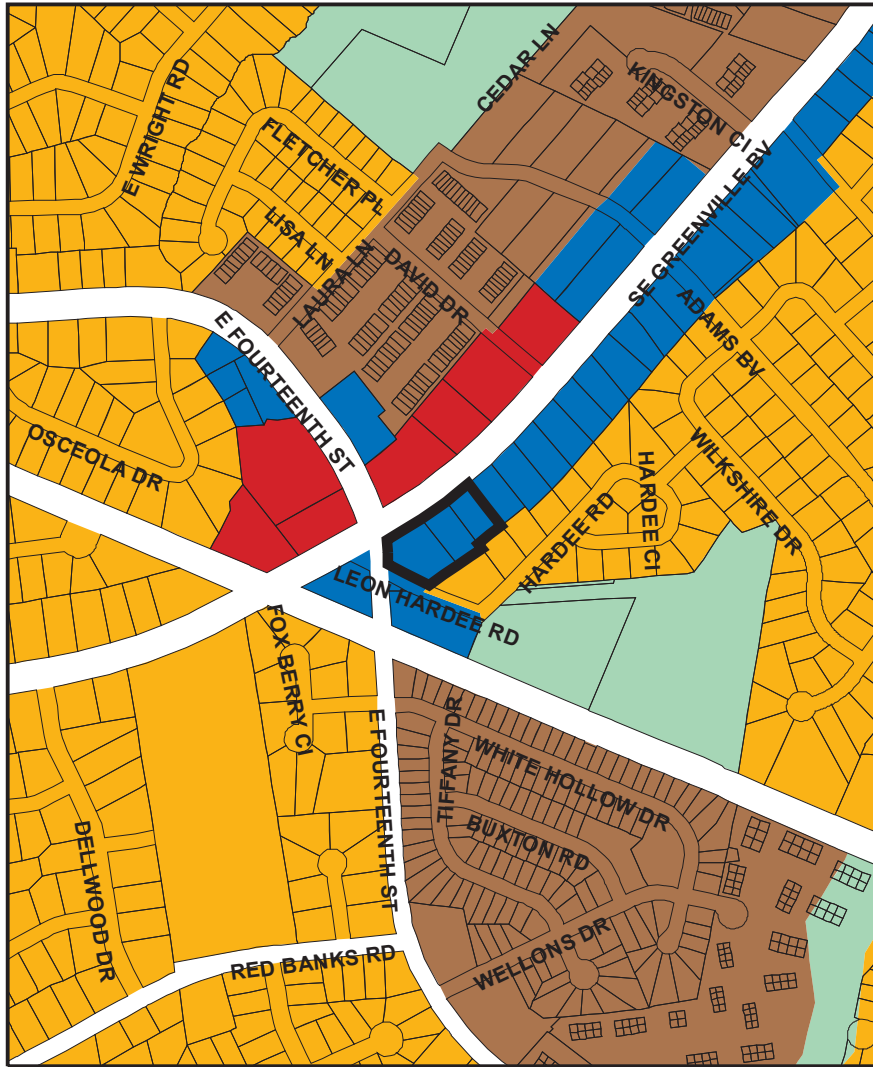 CEDAR LN
KINGSTON CI
E WRIGHT RD
FLETCHER PL
LISA LN
LAURA LN
DAVID DR
SE GREENVILLE BV
ADAMS BV
E FOURTEENTH ST
OSCEOLA DR
HARDEE CI
WILKSHIRE DR
HARDEE RD
LEON HARDEE RD
FOX BERRY CI
E FOURTEENTH ST
TIFFANY DR
WHITE HOLLOW DR
BUXTON RD
DELLWOOD DR
WELLONS DR
RED BANKS RD